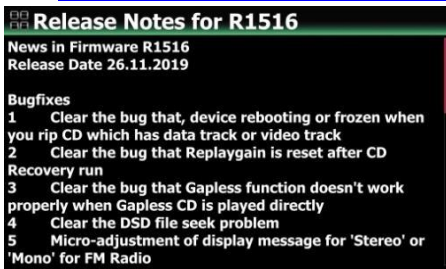 Release Notes for R1516
News in Firmware R1516
Release Date 26.11.2019
Bugfixes
1 Clear the bug that, device rebooting or frozen when
you rip CD which has data track or video track
2 Clear the bug that Replaygain is reset after CD
Recovery run
3 Clear the bug that Gapless function doesn't work
properly when Gapless CD is played directly
4 Clear the DSD file seek problem
5 Micro-adjustment of display message for 'Stereo' or
'Mono' for FM Radio